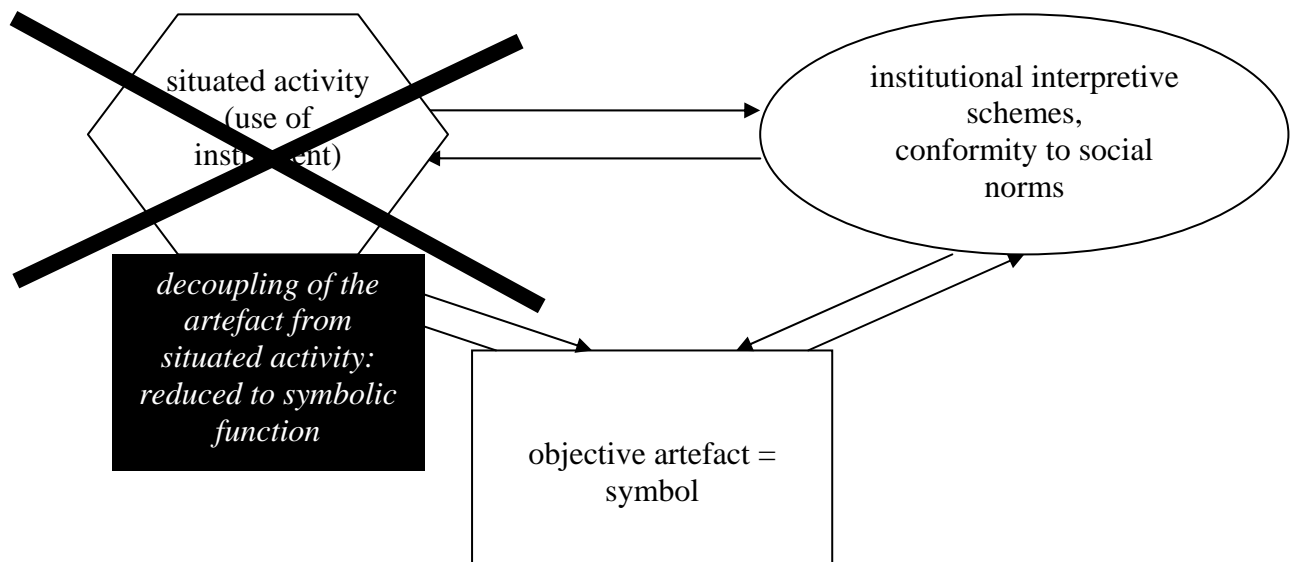 situated activity
(use of
instrument)
institutional interpretive
schemes,
conformity to social
norms
decoupling of the
artefact from
situated activity:
reduced to symbolic
function
objective artefact =
symbol